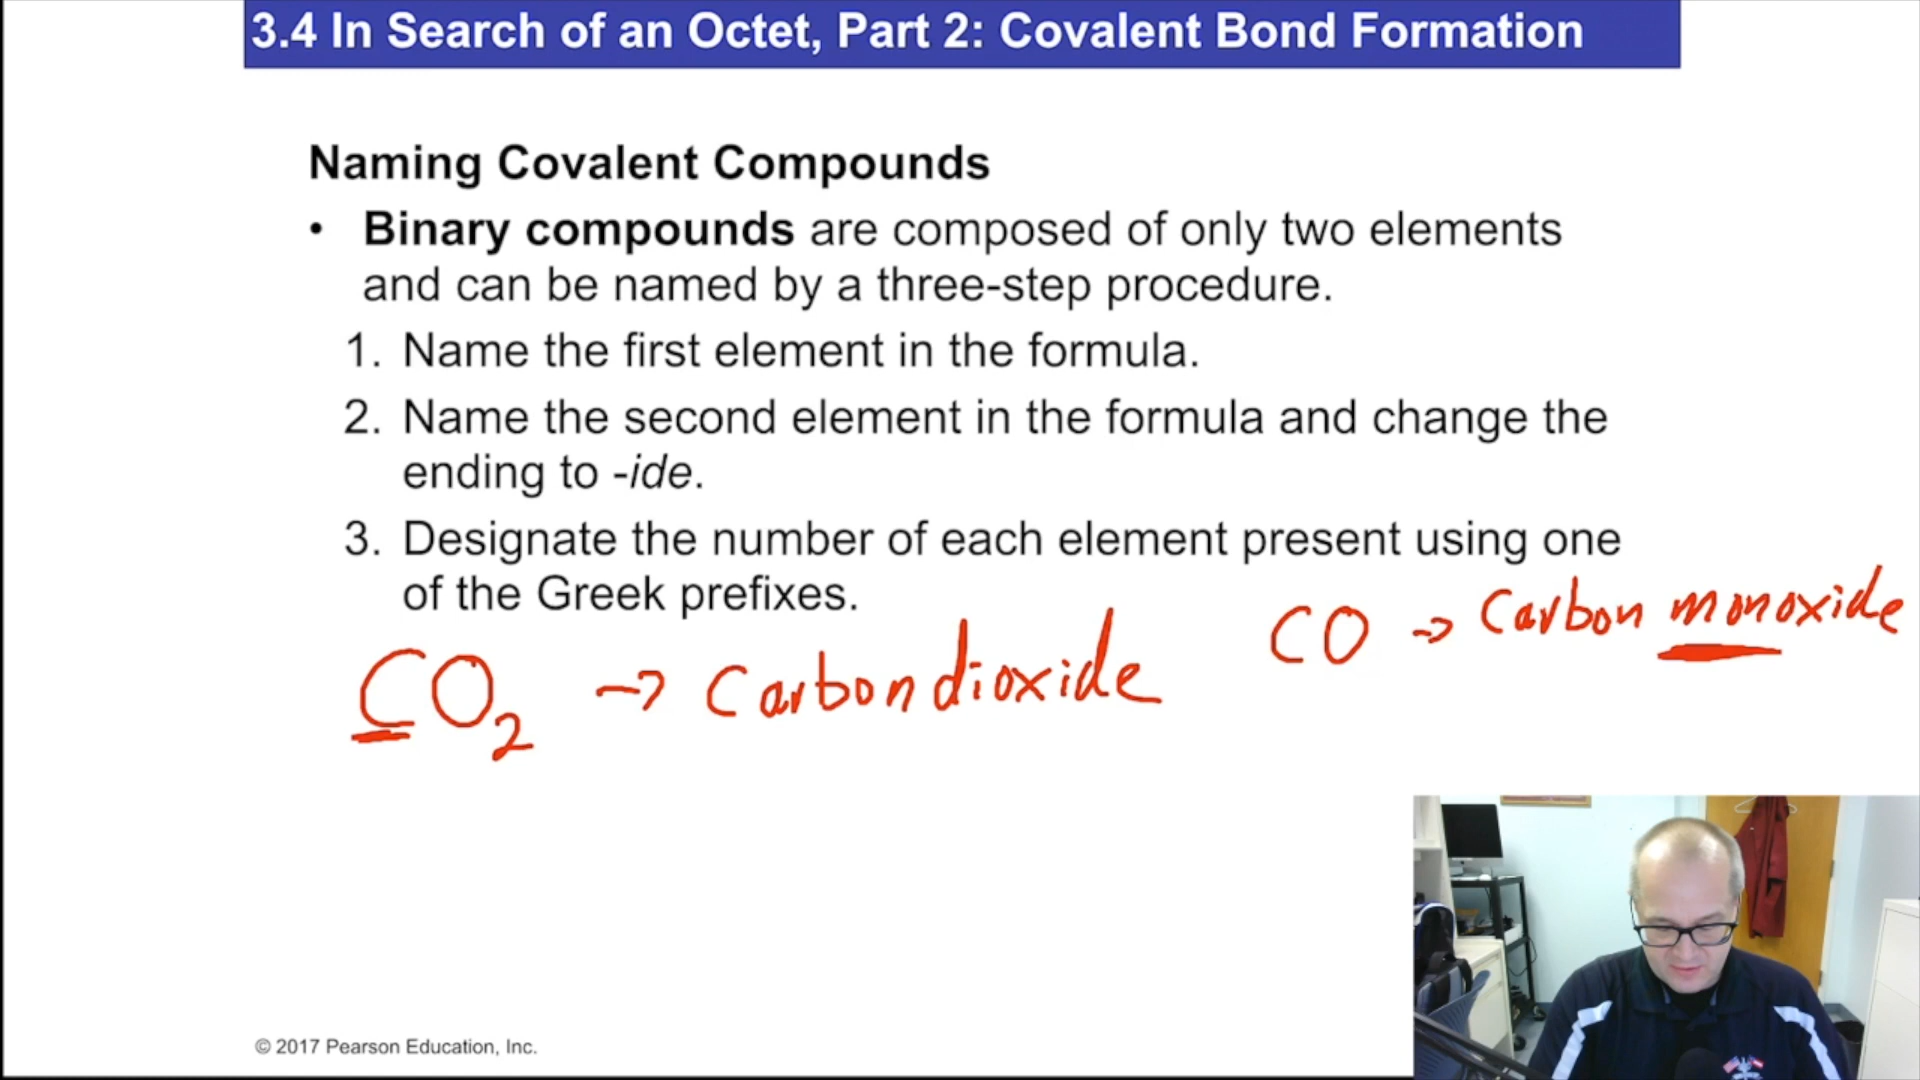 3.4 In Search of an Octet, Part 2: Covalent Bond Formation
Naming Covalent Compounds
• Binary compounds are composed of only two elements
and can be named by a three-step procedure.
1. Name the first element in the formula.
2. Name the second element in the formula and change the
ending to -ide.
3. Designate the number of each element present using one
of the Greek prefixes.
CO → Carbon monoxide
CO₂ → Carbon dioxide
© 2017 Pearson Education, Inc.